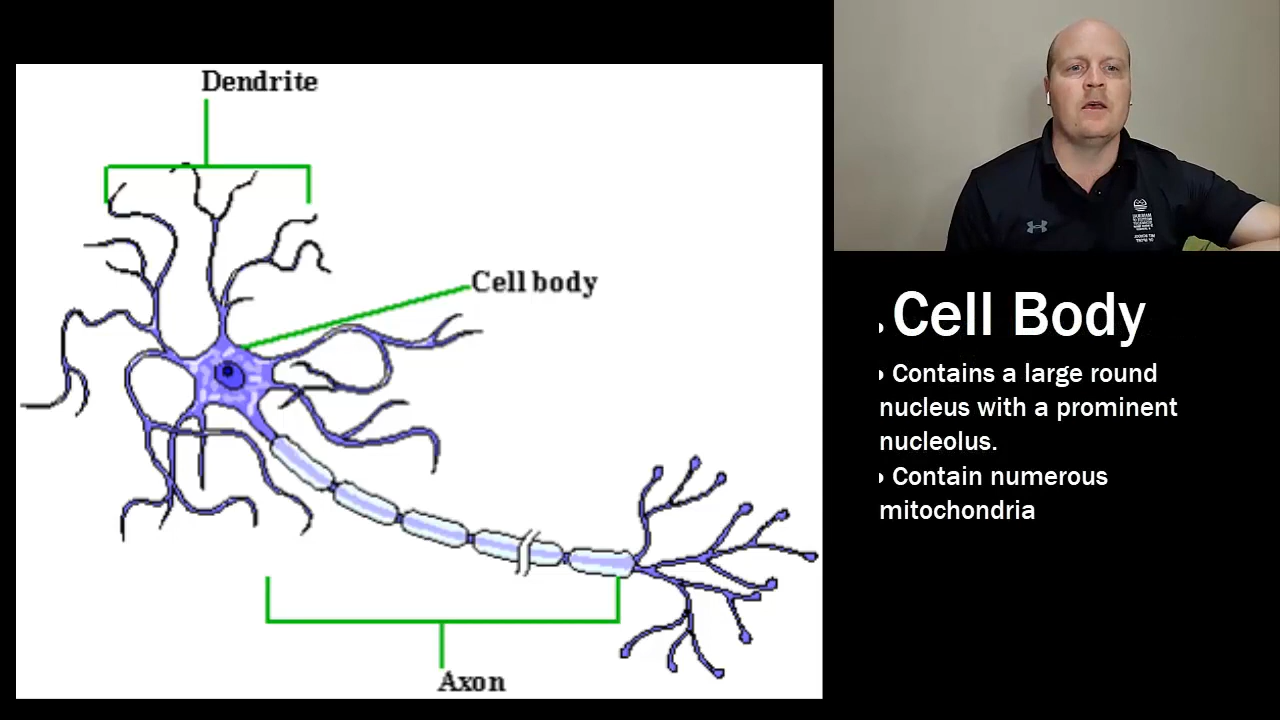 Dendrite
Cell body
Axon
Cell Body
Contains a large round
nucleus with a prominent
nucleolus.
Contain numerous
mitochondria